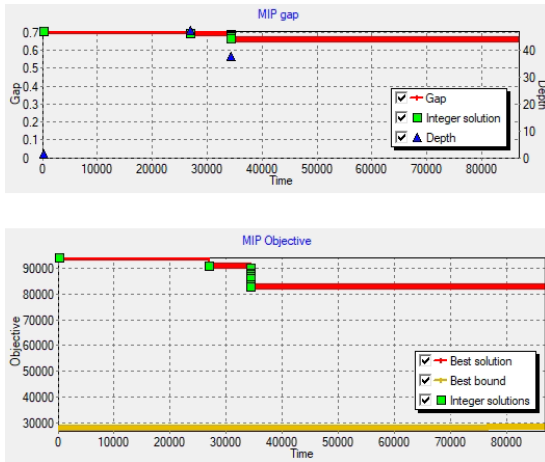 MIP gap
0.7
0.6
0.5
0.4
0.3
0.2
0.1
0
Gap
40
30
20
10
0
Depth
Gap
Integer solution
Depth
0 10000 20000 30000 40000 50000 60000 70000 80000
Time
MIP Objective
90000
80000
70000
60000
50000
40000
30000
Objective
Best solution
Best bound
Integer solutions
0 10000 20000 30000 40000 50000 60000 70000 80000
Time